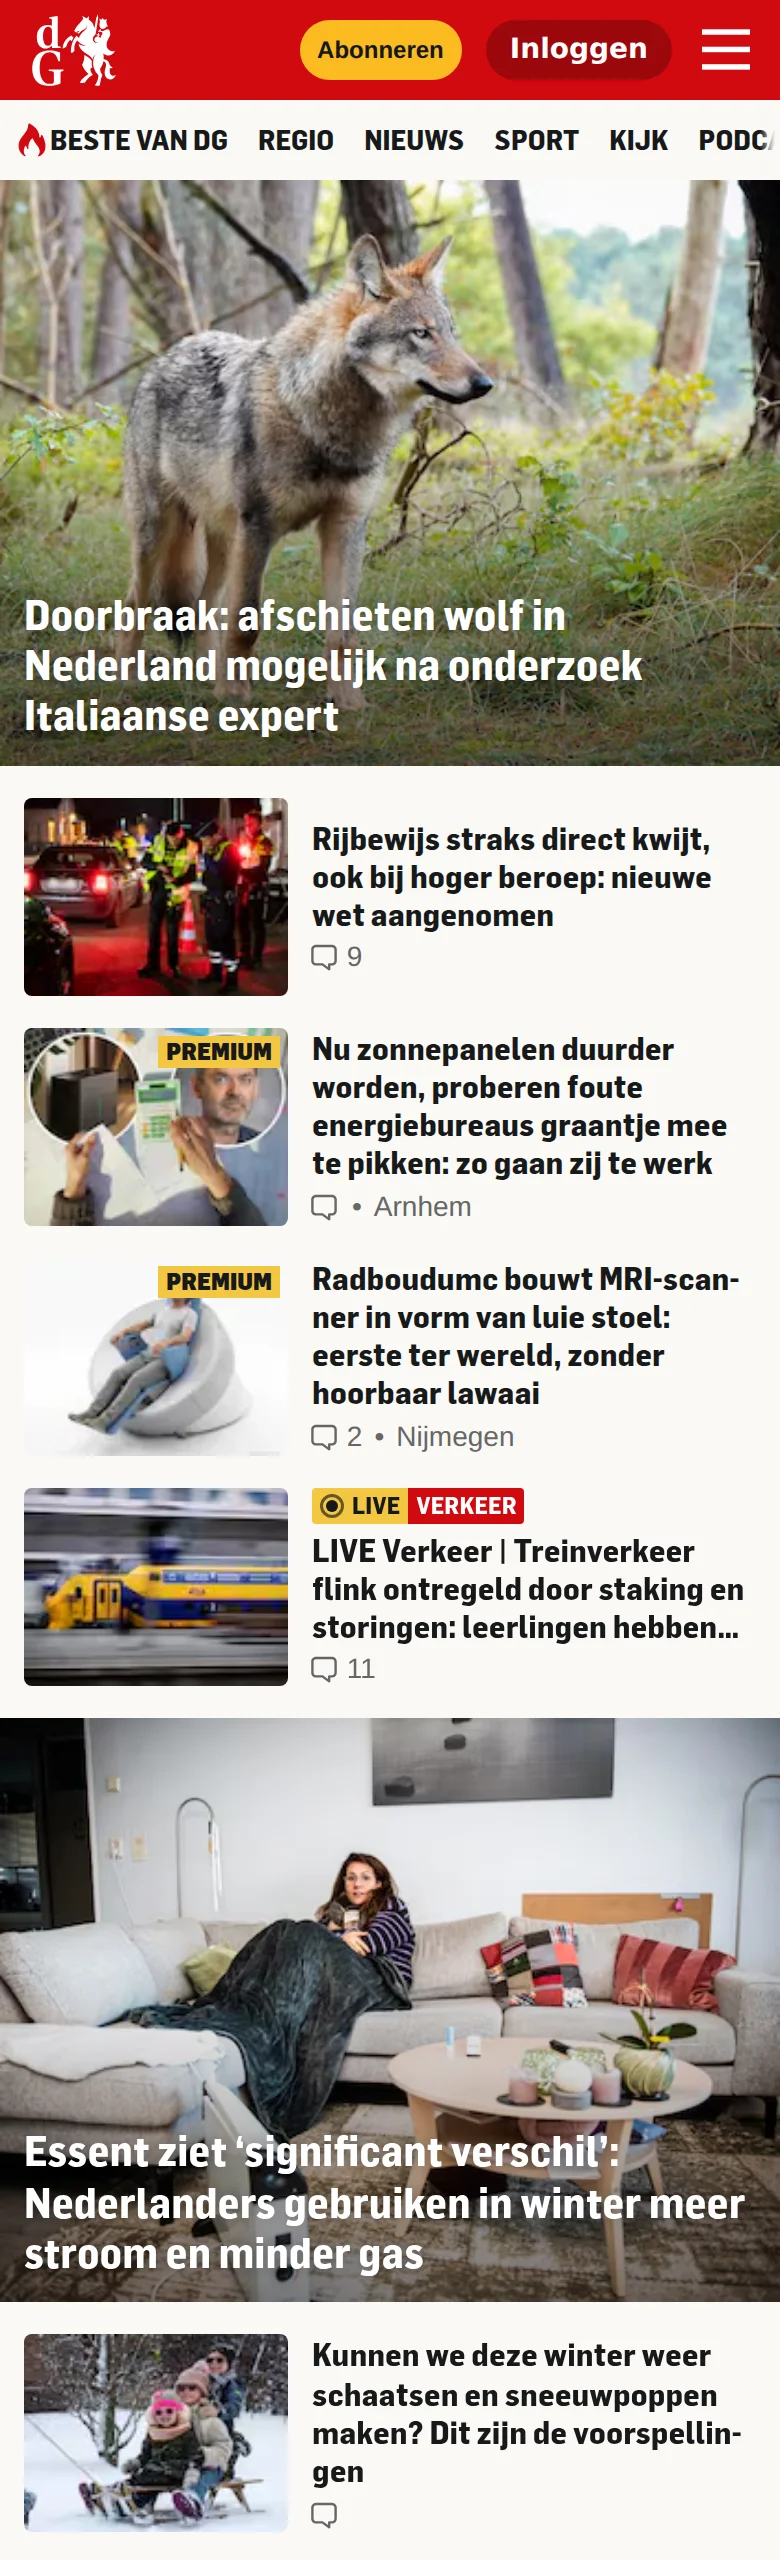 dG
Abonneren
Inloggen
BESTE VAN DG REGIO NIEUWS SPORT KIJK PODCA
Doorbraak: afschieten wolf in
Nederland mogelijk na onderzoek
Italiaanse expert
Rijbewijs straks direct kwijt,
ook bij hoger beroep: nieuwe
wet aangenomen
9
PREMIUM
Nu zonnepanelen duurder
worden, proberen foute
energiebureaus graantje mee
te pikken: zo gaan zij te werk
• Arnhem
PREMIUM
Radboudumc bouwt MRI-scan-
ner in vorm van luie stoel:
eerste ter wereld, zonder
hoorbaar lawaai
2 • Nijmegen
LIVE VERKEER
LIVE Verkeer | Treinverkeer
flink ontregeld door staking en
storingen: leerlingen hebben...
11
Essent ziet ‘significant verschil’:
Nederlanders gebruiken in winter meer
stroom en minder gas
Kunnen we deze winter weer
schaatsen en sneeuwpoppen
maken? Dit zijn de voorspellin-
gen